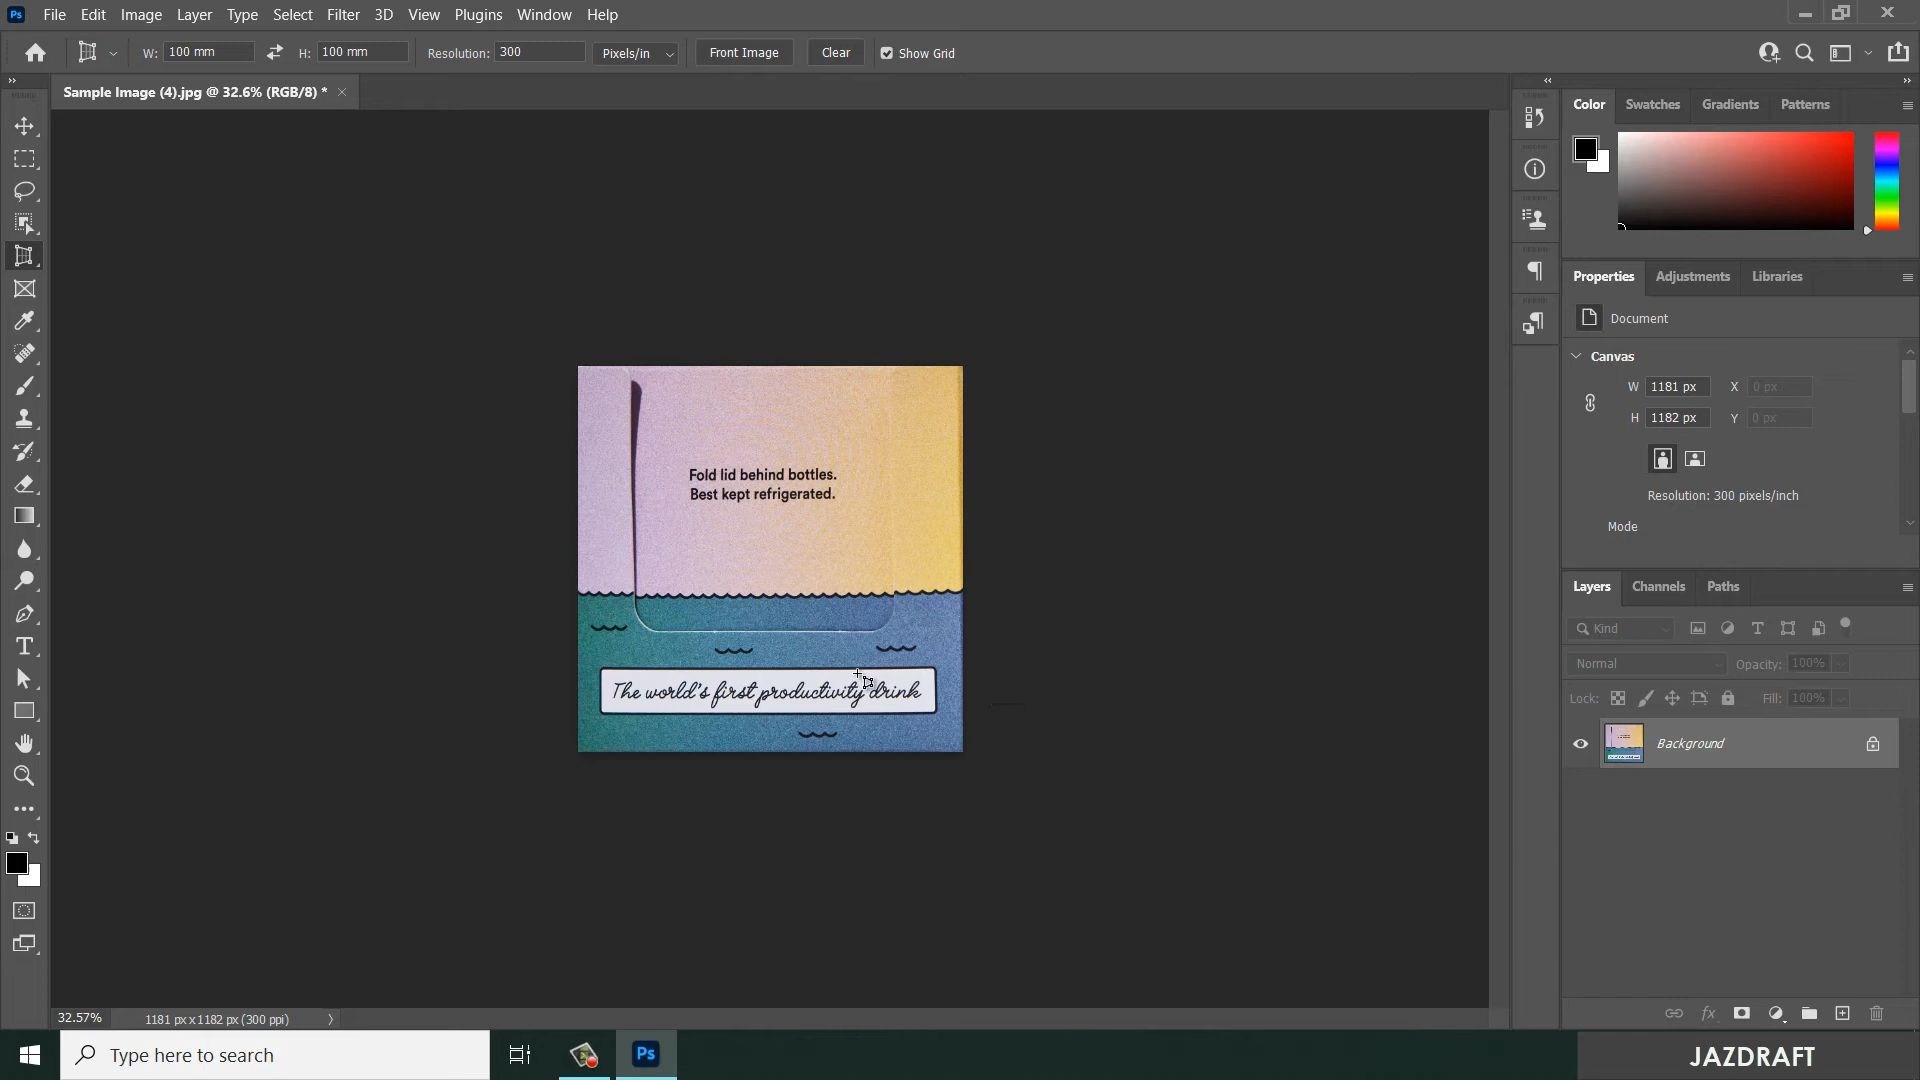 Ps File Edit Image Layer Type Select Filter 3D View Plugins Window Help
W: 100 mm H: 100 mm Resolution: 300 Pixels/in Front Image Clear Show Grid
Sample Image (4).jpg @ 32.6% (RGB/8) *
Color Swatches Gradients Patterns
Properties Adjustments Libraries
Document
Canvas
W 1181 px X 0 px
H 1182 px Y 0 px
Resolution: 300 pixels/inch
Mode
Fold lid behind bottles.
Best kept refrigerated.
The world's first productivity drink
Layers Channels Paths
Kind
Normal Opacity: 100%
Lock: Fill: 100%
Background
32.57% 1181 px x 1182 px (300 ppi)
Type here to search
Ps
JAZDRAFT